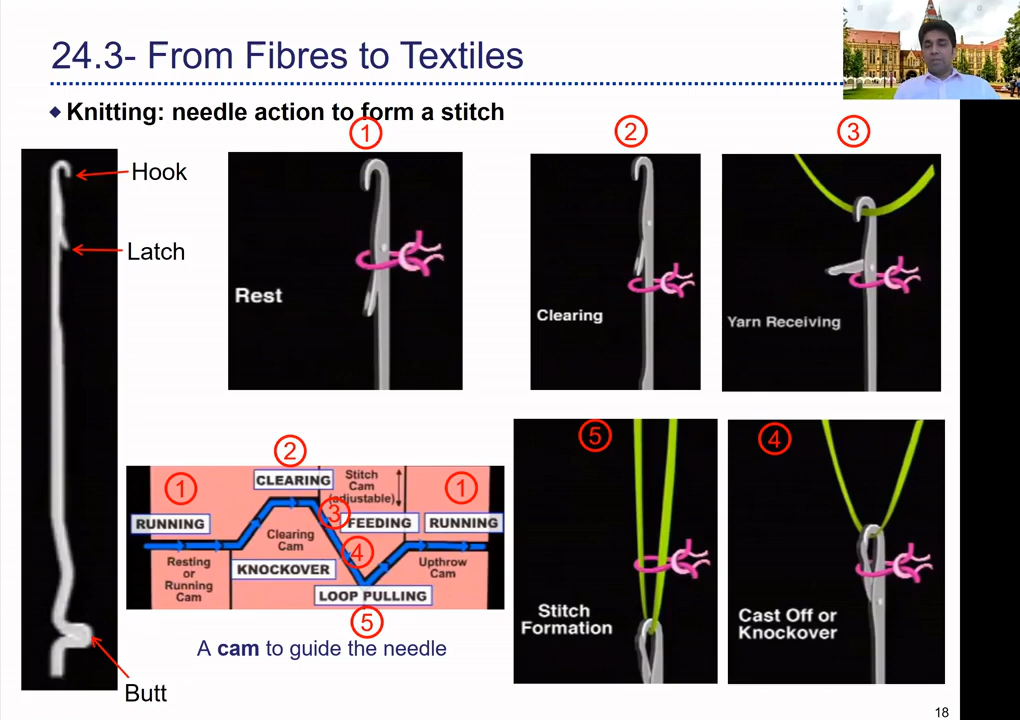 24.3- From Fibres to Textiles
Knitting: needle action to form a stitch
Hook
Latch
Butt
1
Rest
2
Clearing
3
Yarn Receiving
1
RUNNING
Resting
or
Running
Cam
2
CLEARING
Clearing
Cam
KNOCKOVER
Stitch
Cam
(adjustable)
3
FEEDING
4
LOOP PULLING
5
1
RUNNING
Upthrow
Cam
A cam to guide the needle
5
Stitch
Formation
4
Cast Off or
Knockover
18